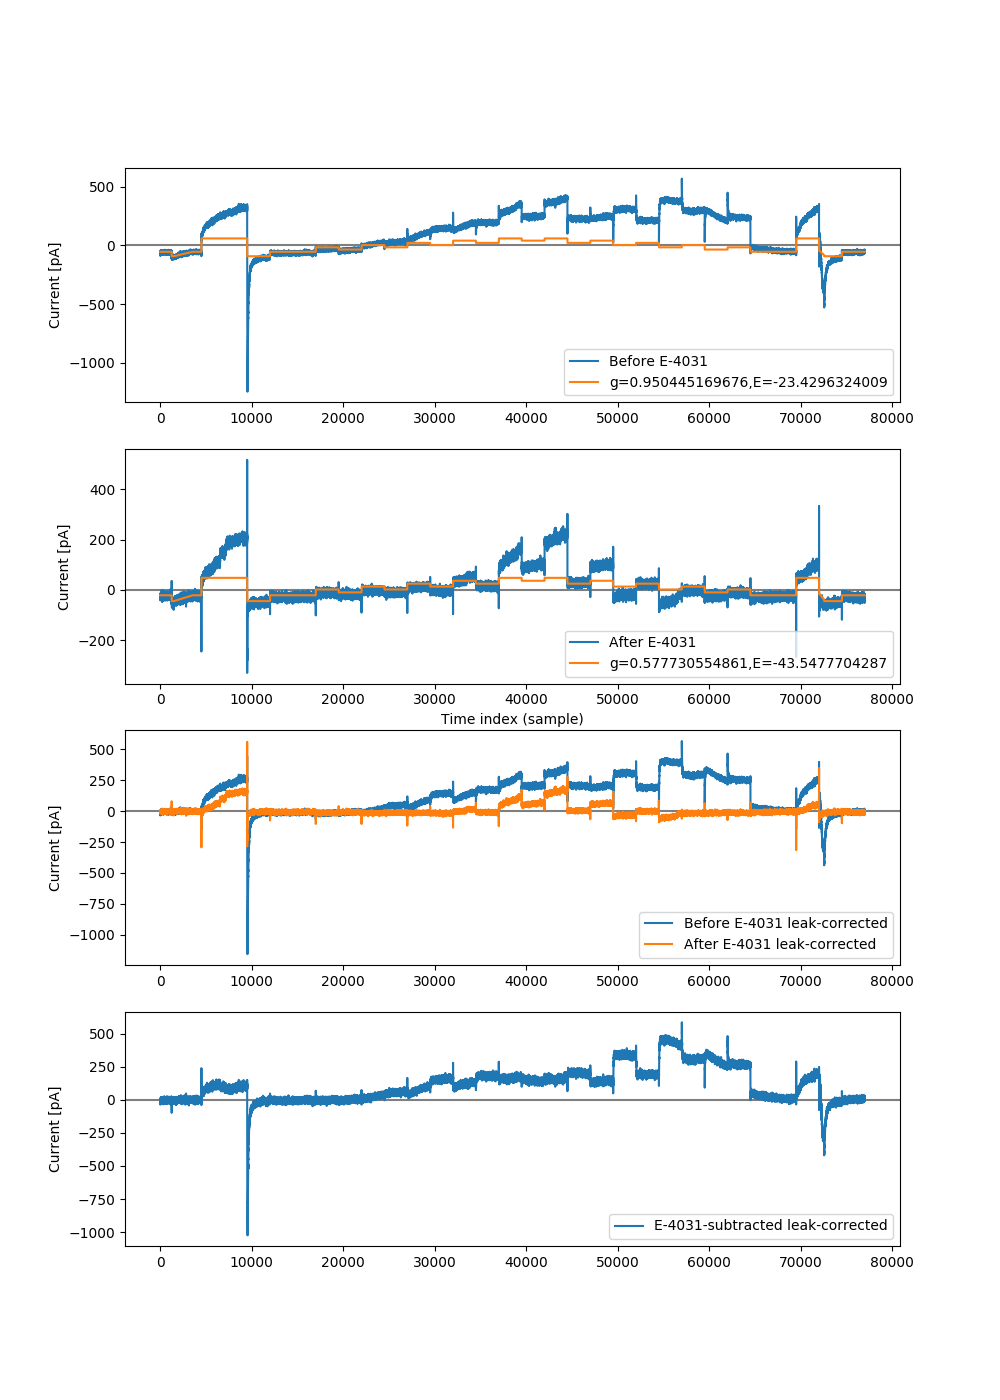 500
0
−500
−1000
Current [pA]
Before E-4031
g=0.950445169676,E=-23.4296324009
0 10000 20000 30000 40000 50000 60000 70000 80000
400
200
0
−200
Current [pA]
After E-4031
g=0.577730554861,E=-43.5477704287
0 10000 20000 30000 40000 50000 60000 70000 80000
Time index (sample)
500
250
0
−250
−500
−750
−1000
Current [pA]
Before E-4031 leak-corrected
After E-4031 leak-corrected
0 10000 20000 30000 40000 50000 60000 70000 80000
500
250
0
−250
−500
−750
−1000
Current [pA]
E-4031-subtracted leak-corrected
0 10000 20000 30000 40000 50000 60000 70000 80000